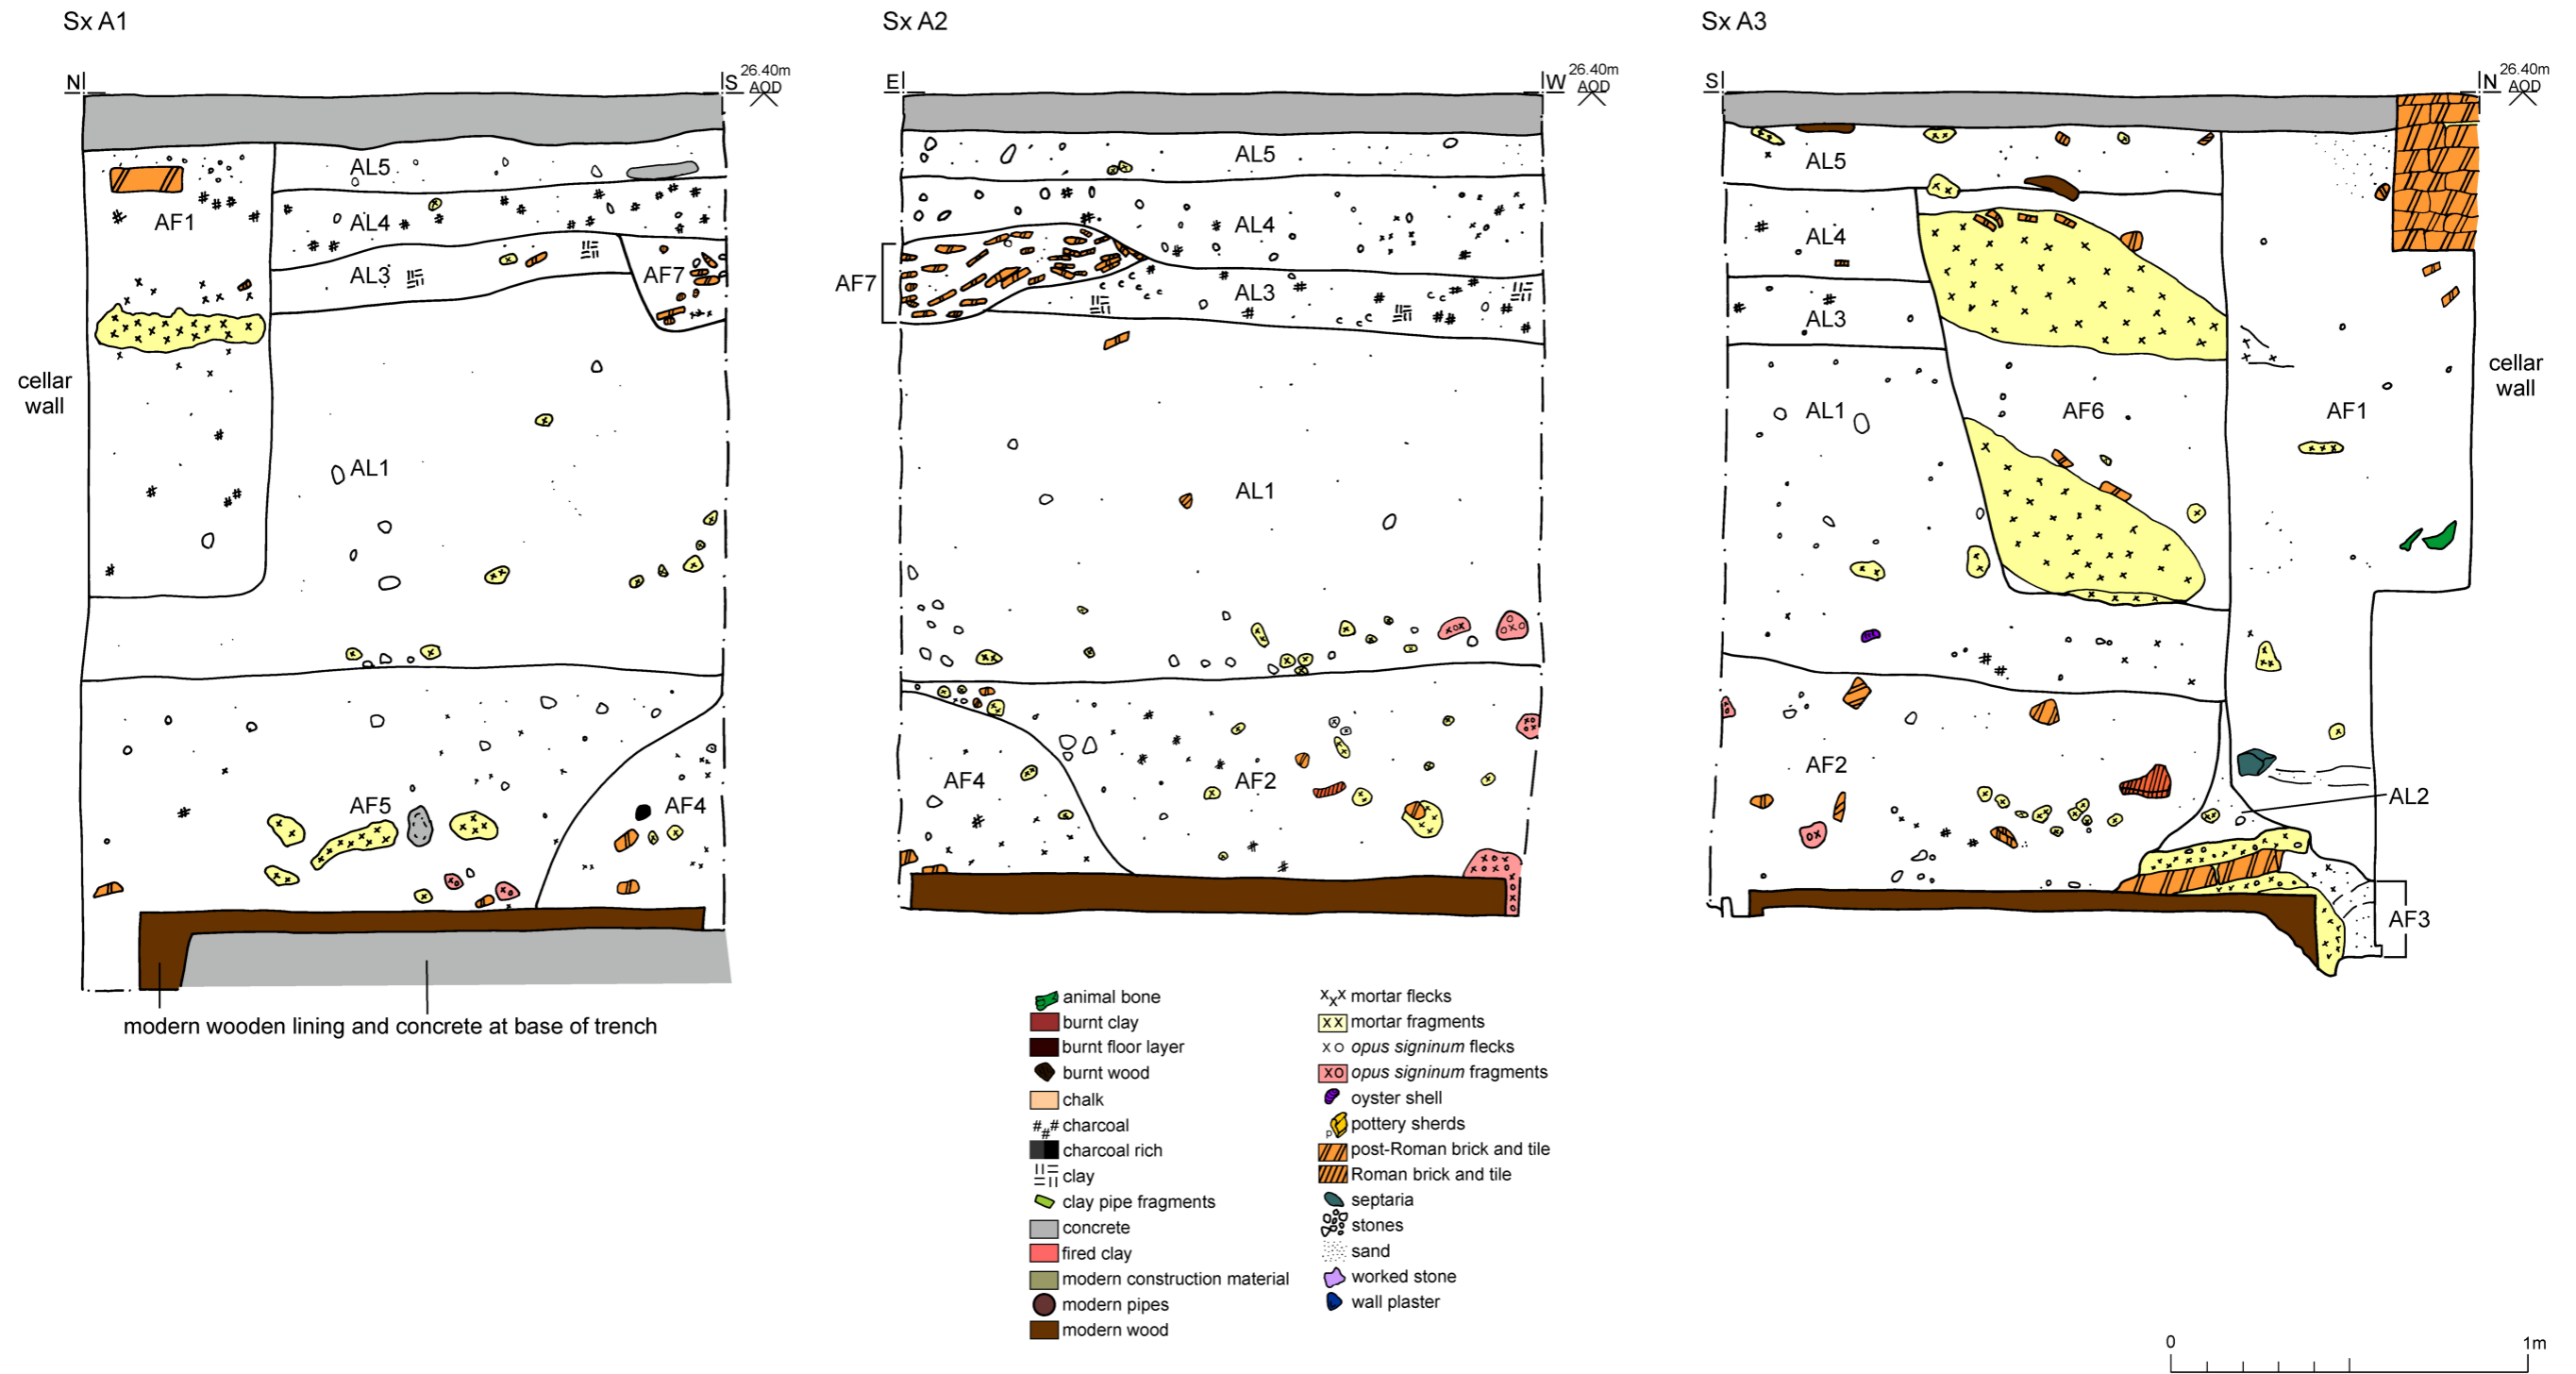 Sx A1
N
S
26.40m
AOD
AL5
AL4
AF1
AL3
AF7
cellar
wall
AL1
AF5
AF4
modern wooden lining and concrete at base of trench
Sx A2
E
W
26.40m
AOD
AL5
AL4
AF7
AL3
AL1
AF4
AF2
Sx A3
S
N
26.40m
AOD
AL5
AL4
AL3
cellar
wall
AL1
AF6
AF1
AF2
AL2
AF3
animal bone
burnt clay
burnt floor layer
burnt wood
chalk
charcoal
charcoal rich
clay
clay pipe fragments
concrete
fired clay
modern construction material
modern pipes
modern wood
mortar flecks
mortar fragments
opus signinum flecks
opus signinum fragments
oyster shell
p
pottery sherds
post-Roman brick and tile
Roman brick and tile
septaria
stones
sand
worked stone
wall plaster
0
1m